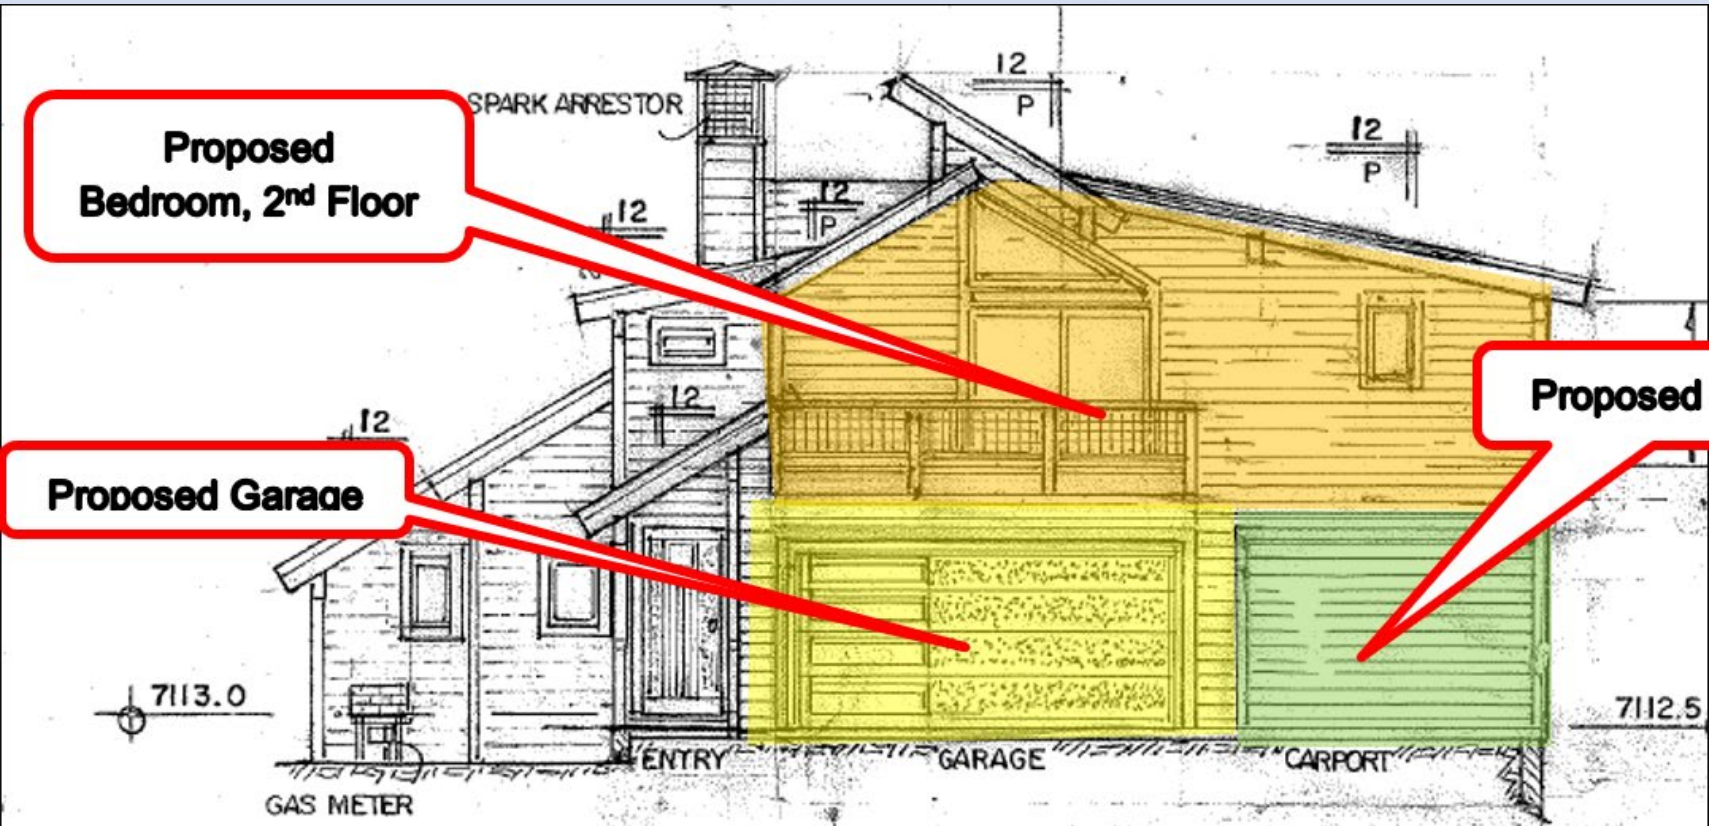 12
P
SPARK ARRESTOR
12
P
Proposed
Bedroom, 2nd Floor
12
P
12
12
Proposed
12
Proposed Garage
7113.0
7112.5
ENTRY
GARAGE
CARPORT
GAS METER